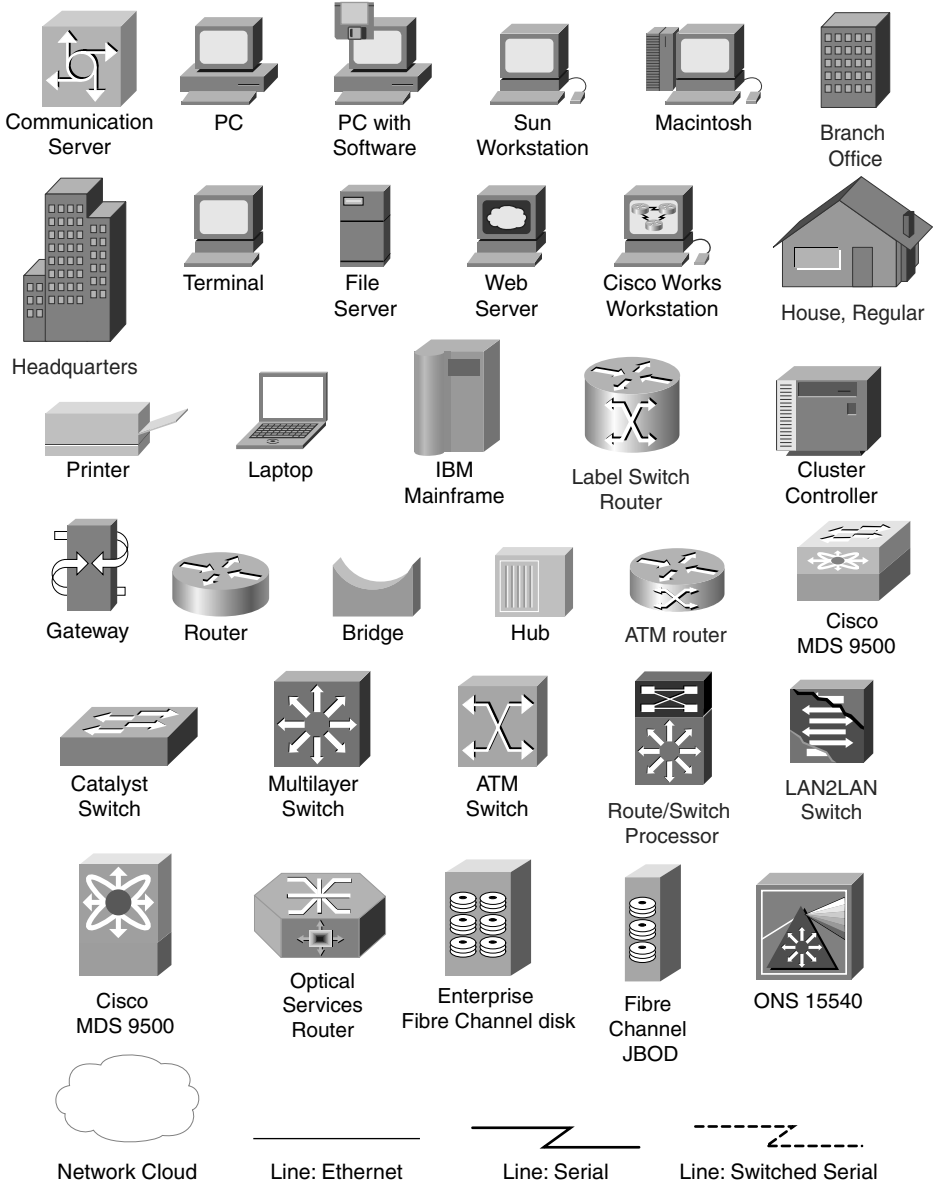 Communication
Server
PC
PC with
Software
Sun
Workstation
Macintosh
Branch
Office
Headquarters
Terminal
File
Server
Web
Server
Cisco Works
Workstation
House, Regular
Printer
Laptop
IBM
Mainframe
Label Switch
Router
Cluster
Controller
Gateway
Router
Bridge
Hub
ATM router
Cisco
MDS 9500
Catalyst
Switch
Multilayer
Switch
ATM
Switch
Route/Switch
Processor
LAN2LAN
Switch
Cisco
MDS 9500
Optical
Services
Router
Enterprise
Fibre Channel disk
Fibre
Channel
JBOD
ONS 15540
Network Cloud
Line: Ethernet
Line: Serial
Line: Switched Serial